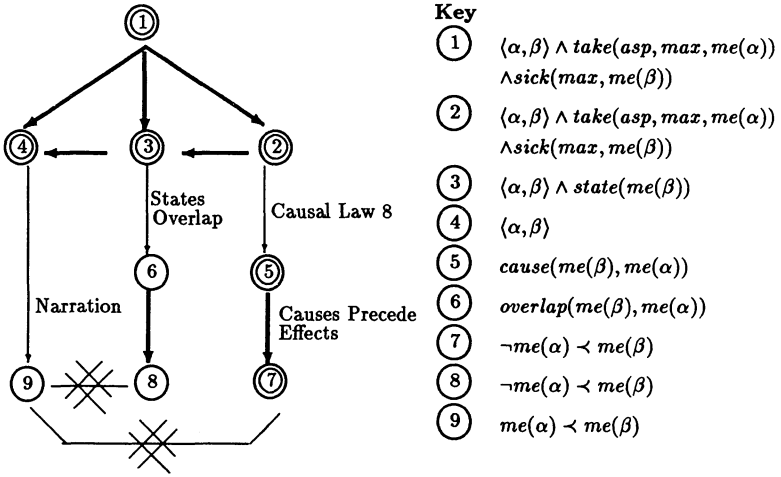 1
4
3
2
States
Overlap
Causal Law 8
6
5
Narration
Causes Precede
Effects
9
8
7
Key
1 ⟨α,β⟩ ∧ take(asp, max, me(α))
∧sick(max, me(β))
2 ⟨α,β⟩ ∧ take(asp, max, me(α))
∧sick(max, me(β))
3 ⟨α,β⟩ ∧ state(me(β))
4 ⟨α,β⟩
5 cause(me(β), me(α))
6 overlap(me(β), me(α))
7 ¬me(α) ≺ me(β)
8 ¬me(α) ≺ me(β)
9 me(α) ≺ me(β)